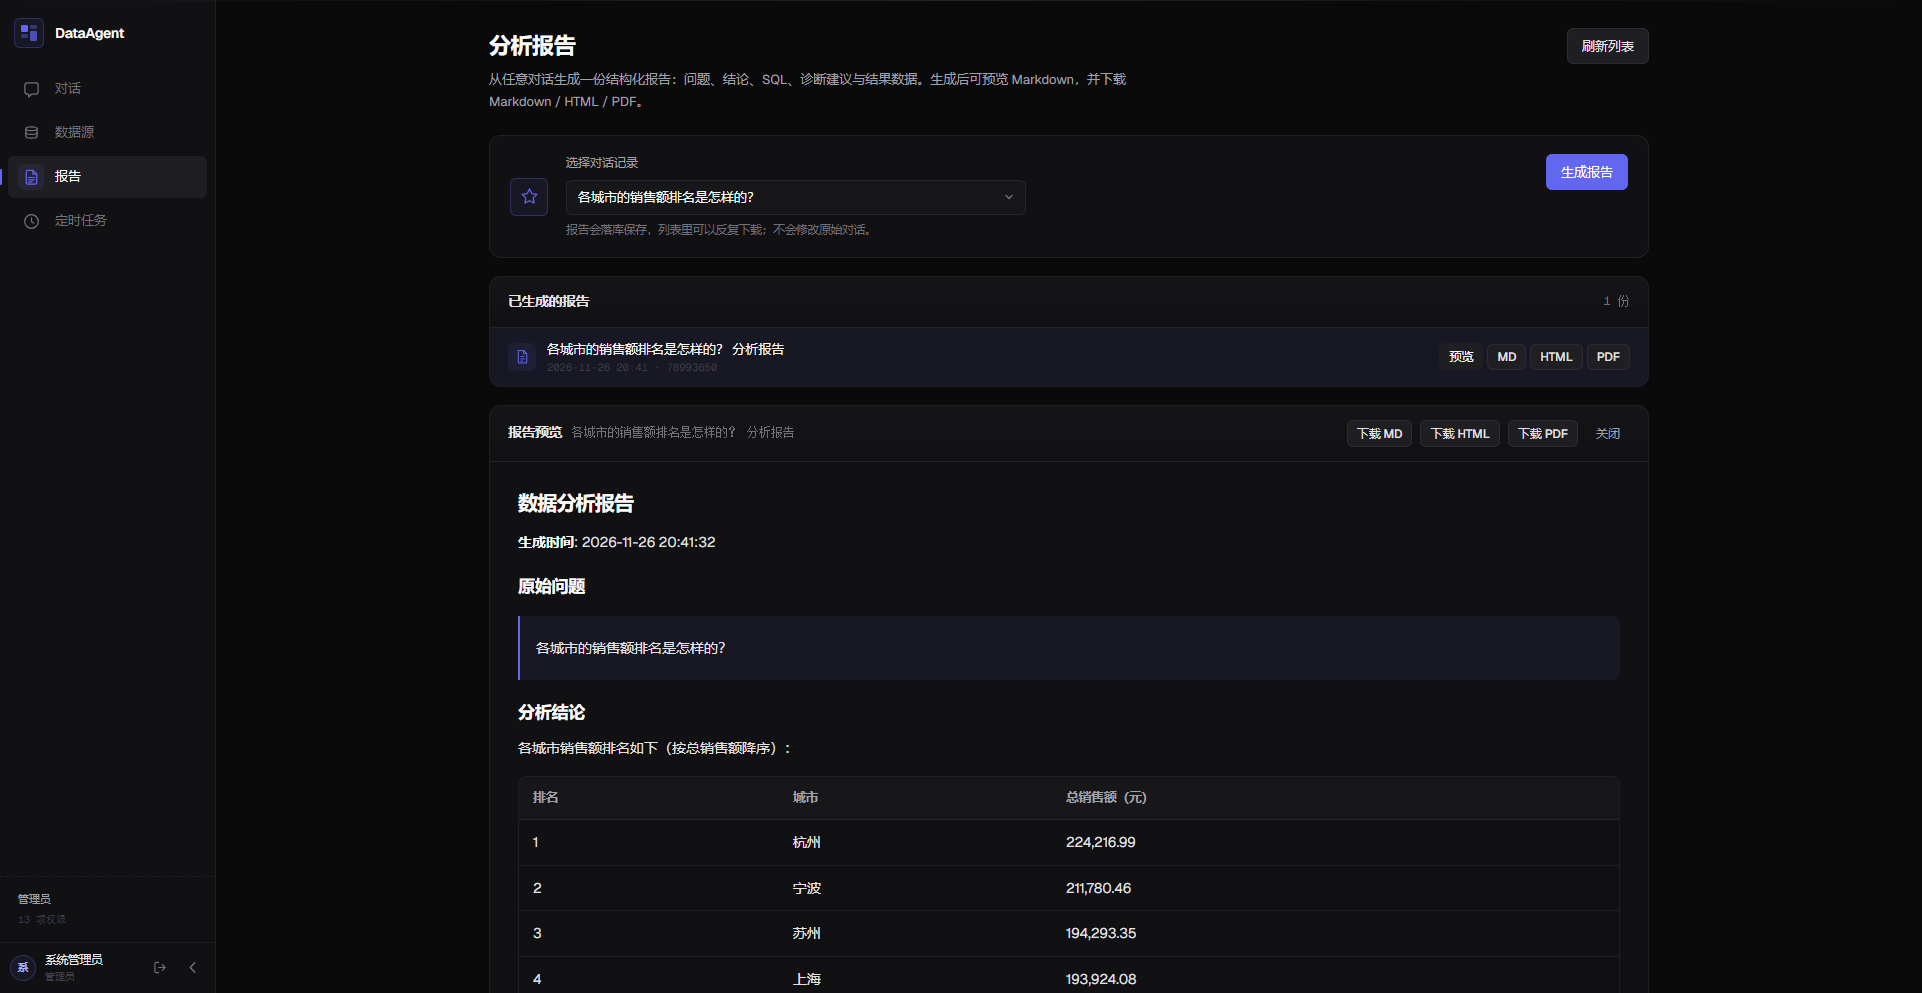 DataAgent
对话
数据源
报告
定时任务
管理员
13 项权限
系
系统管理员
管理员
分析报告
刷新列表
从任意对话生成一份结构化报告：问题、结论、SQL、诊断建议与结果数据。生成后可预览 Markdown，并下载
Markdown / HTML / PDF。
选择对话记录
各城市的销售额排名是怎样的？
生成报告
报告会落库保存，列表里可以反复下载；不会修改原始对话。
已生成的报告
1 份
各城市的销售额排名是怎样的？ 分析报告
2026-11-26 20:41 · 78993650
预览
MD
HTML
PDF
报告预览 各城市的销售额排名是怎样的？ 分析报告
下载 MD
下载 HTML
下载 PDF
关闭
数据分析报告
生成时间: 2026-11-26 20:41:32
原始问题
各城市的销售额排名是怎样的？
分析结论
各城市销售额排名如下（按总销售额降序）：
排名 城市 总销售额（元）
1 杭州 224,216.99
2 宁波 211,780.46
3 苏州 194,293.35
4 上海 193,924.08